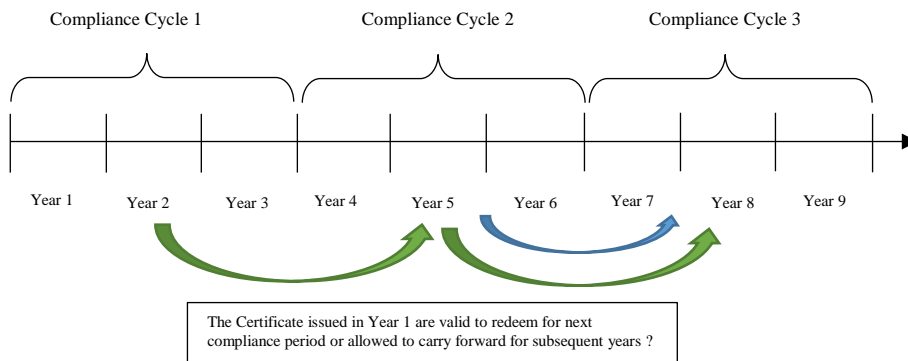 Compliance Cycle 1 Compliance Cycle 2 Compliance Cycle 3
Year 1 Year 2 Year 3 Year 4 Year 5 Year 6 Year 7 Year 8 Year 9
The Certificate issued in Year 1 are valid to redeem for next
compliance period or allowed to carry forward for subsequent years ?